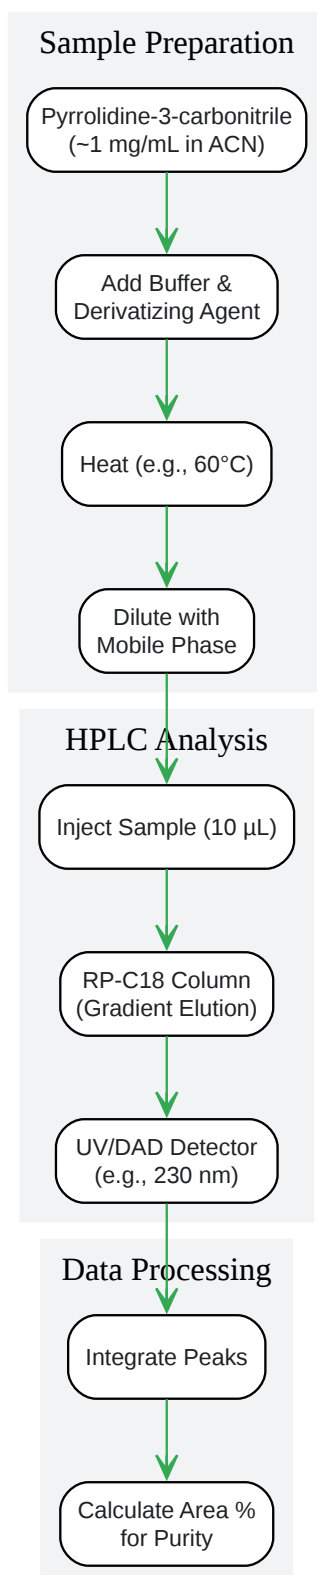 Sample Preparation
Pyrrolidine-3-carbonitrile
(~1 mg/mL in ACN)
Add Buffer &
Derivatizing Agent
Heat (e.g., 60°C)
Dilute with
Mobile Phase
HPLC Analysis
Inject Sample (10 µL)
RP-C18 Column
(Gradient Elution)
UV/DAD Detector
(e.g., 230 nm)
Data Processing
Integrate Peaks
Calculate Area %
for Purity